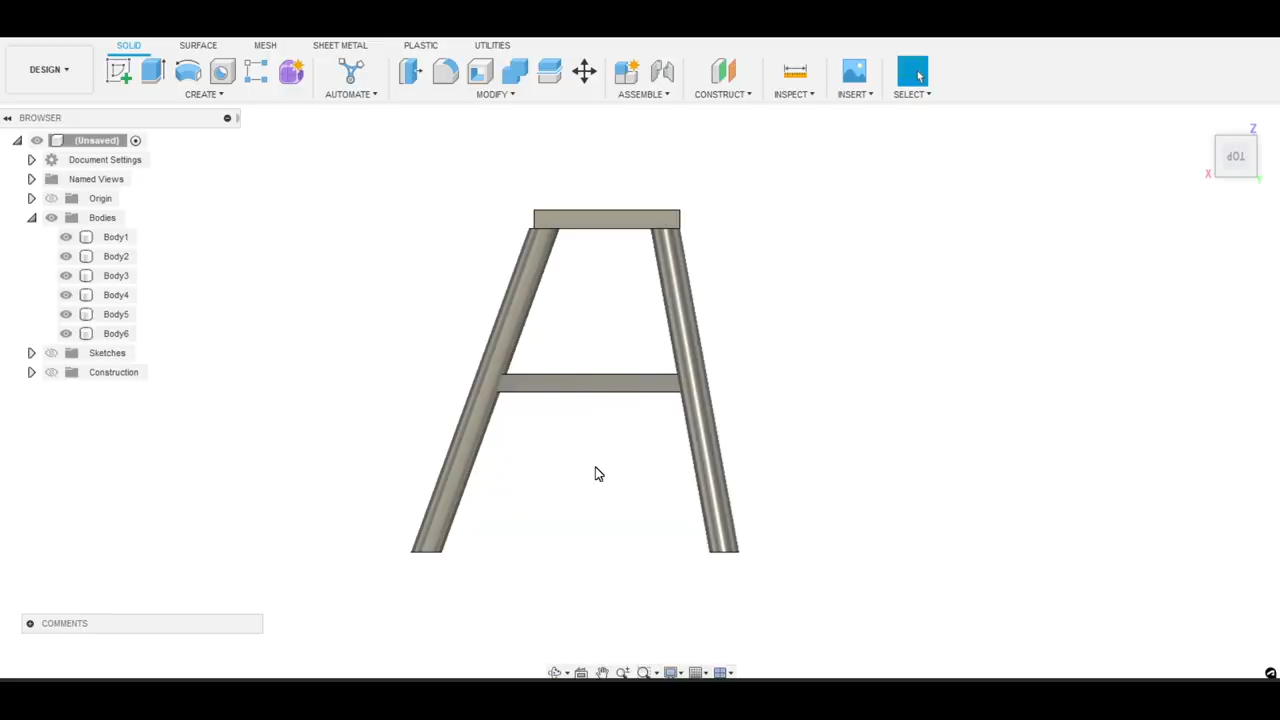 SOLID SURFACE MESH SHEET METAL PLASTIC UTILITIES
DESIGN
CREATE AUTOMATE MODIFY ASSEMBLE CONSTRUCT INSPECT INSERT SELECT
BROWSER
(Unsaved)
Document Settings
Named Views
Origin
Bodies
Body1
Body2
Body3
Body4
Body5
Body6
Sketches
Construction
Z
TOP
X
Y
COMMENTS